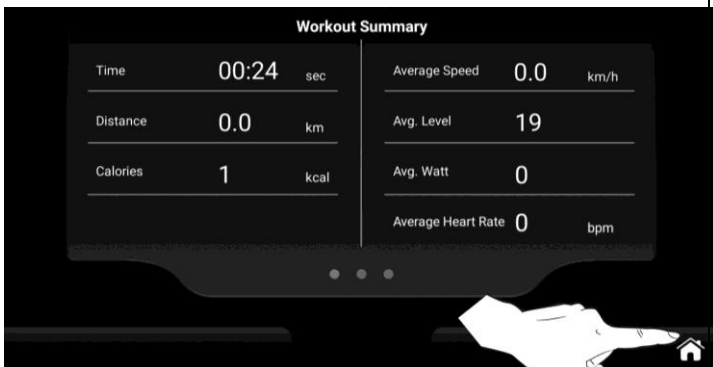 Workout Summary
Time 00:24 sec
Distance 0.0 km
Calories 1 kcal
Average Speed 0.0 km/h
Avg. Level 19
Avg. Watt 0
Average Heart Rate 0 bpm